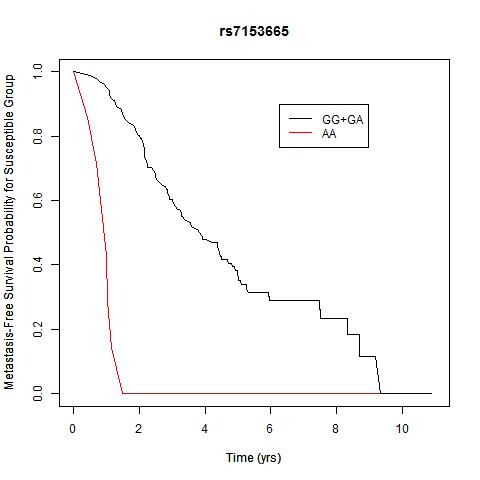 rs7153665
Metastasis-Free Survival Probability for Susceptible Group
1.0
0.8
0.6
0.4
0.2
0.0
GG+GA
AA
0 2 4 6 8 10
Time (yrs)